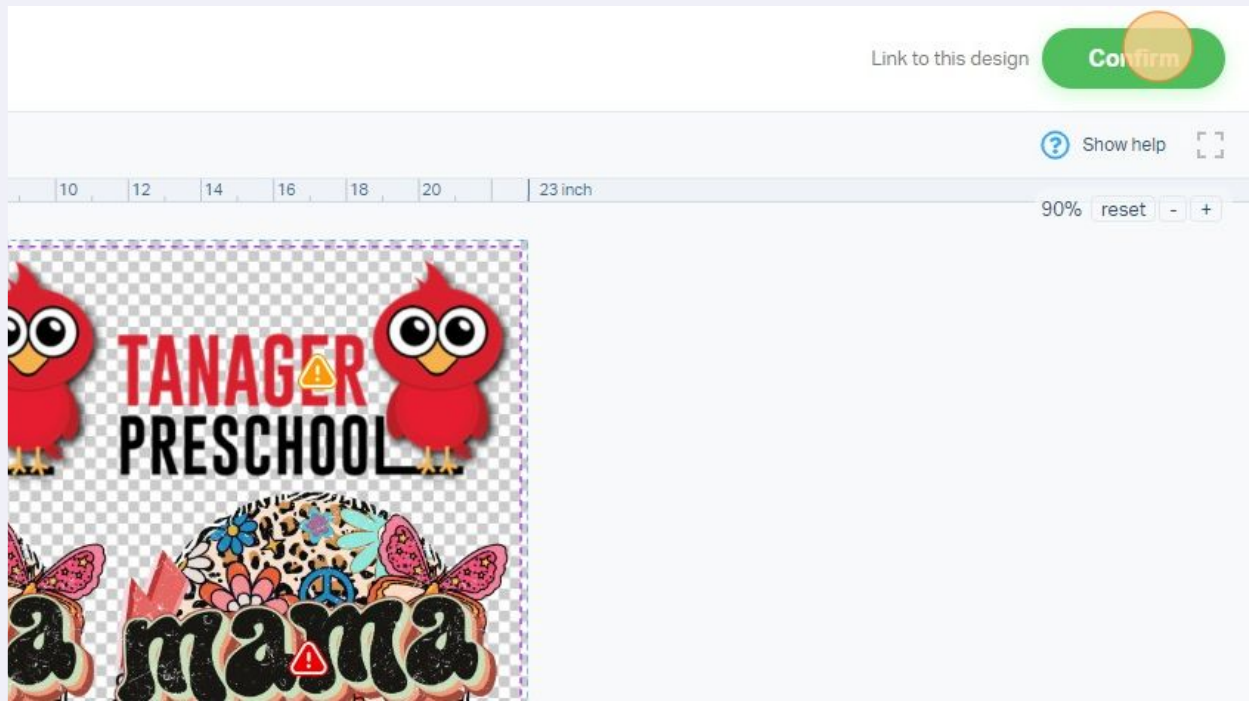 Link to this design Confirm
Show help
10 12 14 16 18 20 23 inch
90% reset - +
TANAGER
PRESCHOOL
a mama